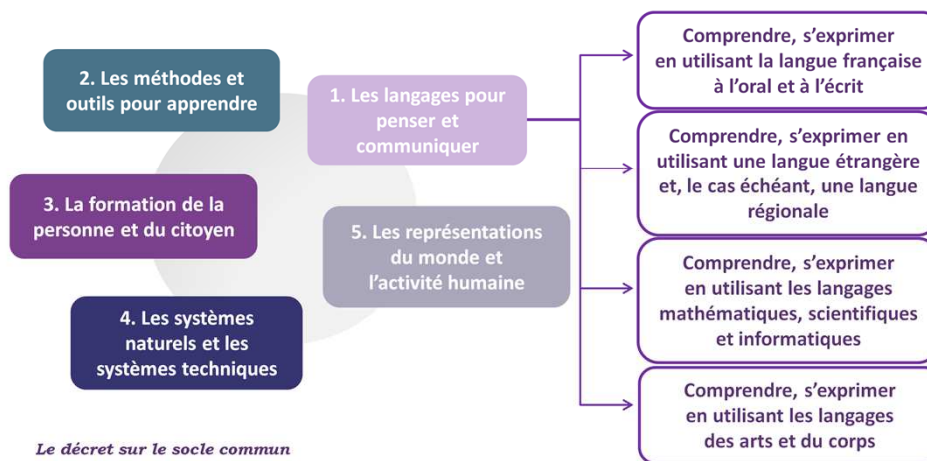 2. Les méthodes et
outils pour apprendre
1. Les langages pour
penser et
communiquer
3. La formation de la
personne et du citoyen
5. Les représentations
du monde et
l'activité humaine
4. Les systèmes
naturels et les
systèmes techniques
Comprendre, s'exprimer
en utilisant la langue française
à l'oral et à l'écrit
Comprendre, s'exprimer en
utilisant une langue étrangère
et, le cas échéant, une langue
régionale
Comprendre, s'exprimer
en utilisant les langages
mathématiques, scientifiques
et informatiques
Comprendre, s'exprimer
en utilisant les langages
des arts et du corps
Le décret sur le socle commun